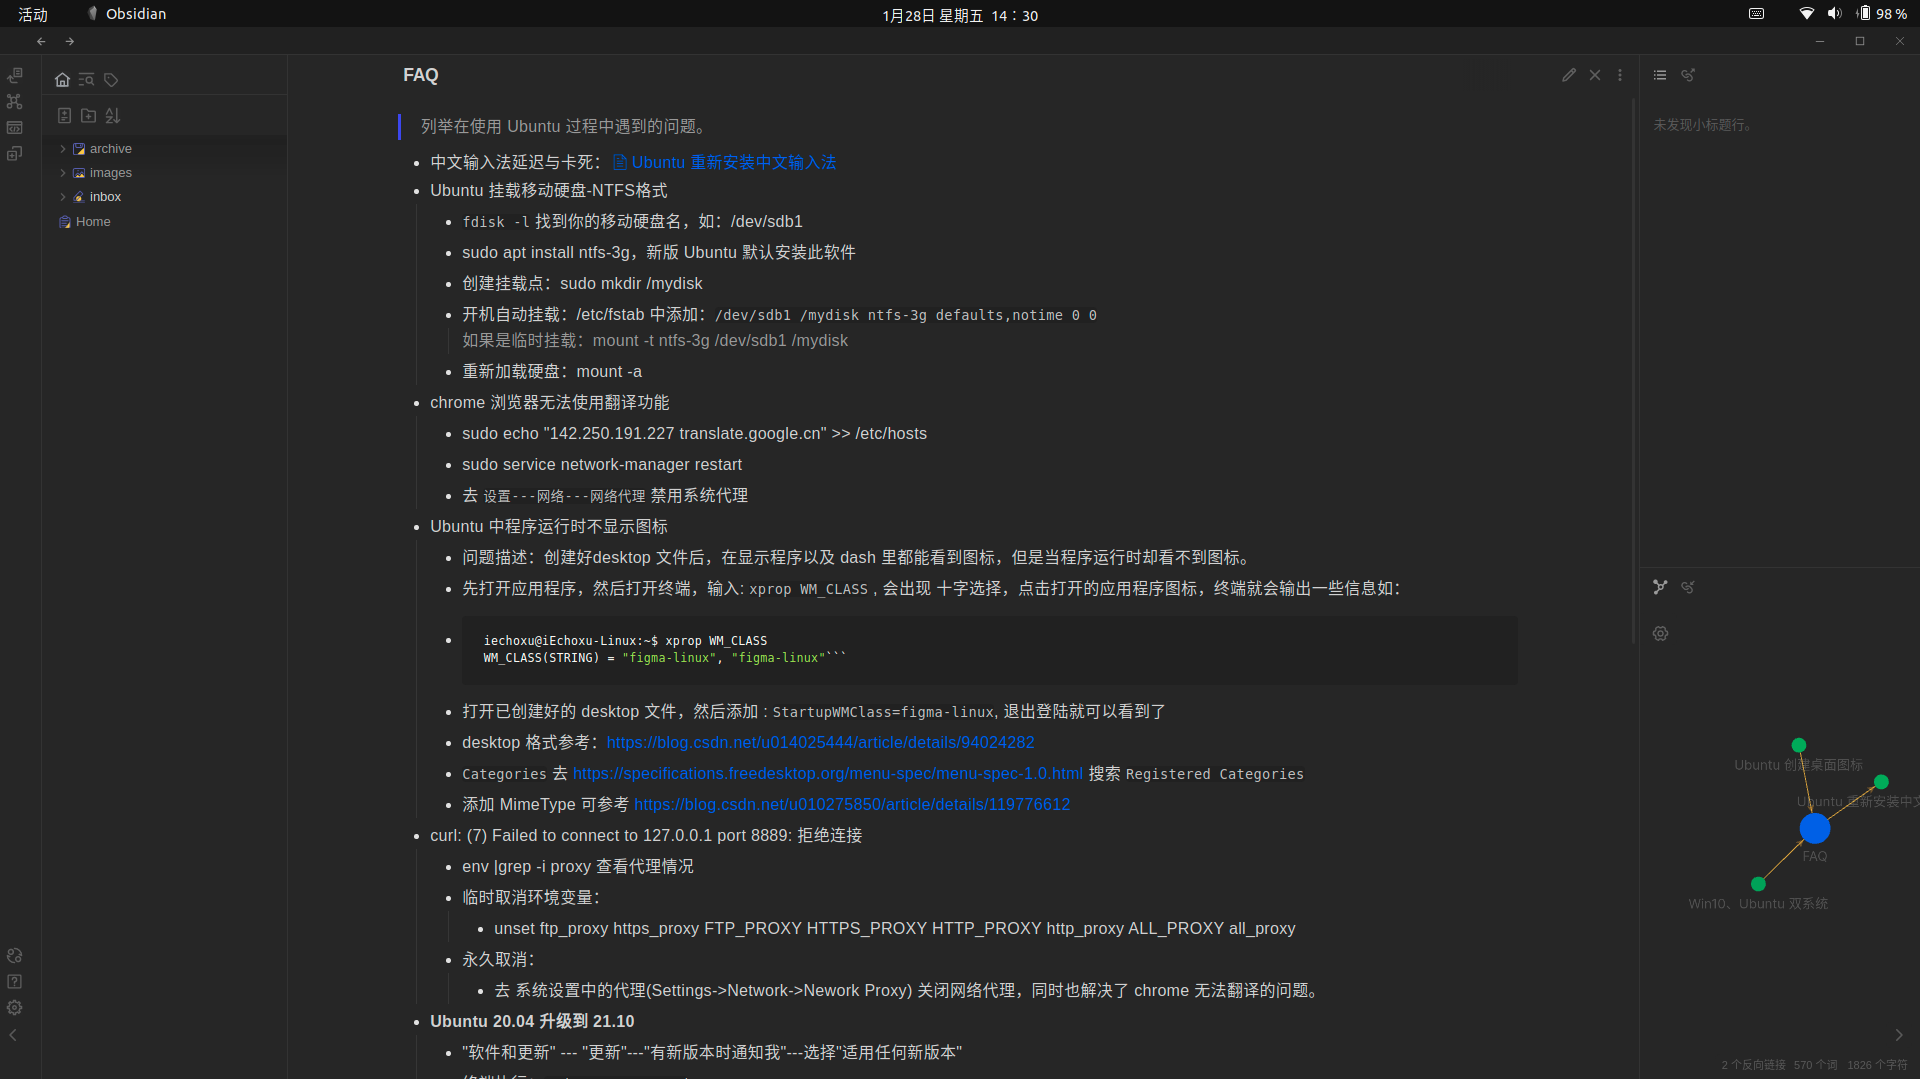 活动
Obsidian
1月28日 星期五 14：30
98 %
FAQ
列举在使用 Ubuntu 过程中遇到的问题。
未发现小标题行。
archive
images
inbox
Home
中文输入法延迟与卡死： Ubuntu 重新安装中文输入法
Ubuntu 挂载移动硬盘-NTFS格式
fdisk -l 找到你的移动硬盘名，如：/dev/sdb1
sudo apt install ntfs-3g，新版 Ubuntu 默认安装此软件
创建挂载点：sudo mkdir /mydisk
开机自动挂载：/etc/fstab 中添加：/dev/sdb1 /mydisk ntfs-3g defaults,notime 0 0
如果是临时挂载：mount -t ntfs-3g /dev/sdb1 /mydisk
重新加载硬盘：mount -a
chrome 浏览器无法使用翻译功能
sudo echo "142.250.191.227 translate.google.cn" >> /etc/hosts
sudo service network-manager restart
去 设置---网络---网络代理 禁用系统代理
Ubuntu 中程序运行时不显示图标
问题描述：创建好desktop 文件后，在显示程序以及 dash 里都能看到图标，但是当程序运行时却看不到图标。
先打开应用程序，然后打开终端，输入: xprop WM_CLASS , 会出现 十字选择，点击打开的应用程序图标，终端就会输出一些信息如：
iechoxu@iEchoxu-Linux:~$ xprop WM_CLASS
WM_CLASS(STRING) = "figma-linux", "figma-linux"```
打开已创建好的 desktop 文件，然后添加 : StartupWMClass=figma-linux, 退出登陆就可以看到了
desktop 格式参考：https://blog.csdn.net/u014025444/article/details/94024282
Categories 去 https://specifications.freedesktop.org/menu-spec/menu-spec-1.0.html 搜索 Registered Categories
添加 MimeType 可参考 https://blog.csdn.net/u010275850/article/details/119776612
curl: (7) Failed to connect to 127.0.0.1 port 8889: 拒绝连接
env |grep -i proxy 查看代理情况
临时取消环境变量：
unset ftp_proxy https_proxy FTP_PROXY HTTPS_PROXY HTTP_PROXY http_proxy ALL_PROXY all_proxy
永久取消：
去 系统设置中的代理(Settings->Network->Nework Proxy) 关闭网络代理，同时也解决了 chrome 无法翻译的问题。
Ubuntu 20.04 升级到 21.10
"软件和更新" --- "更新"---"有新版本时通知我"---选择"适用任何新版本"
Ubuntu 创建桌面图标
Ubuntu 重新安装中文
FAQ
Win10、Ubuntu 双系统
2 个反向链接 570 个词 1826 个字符